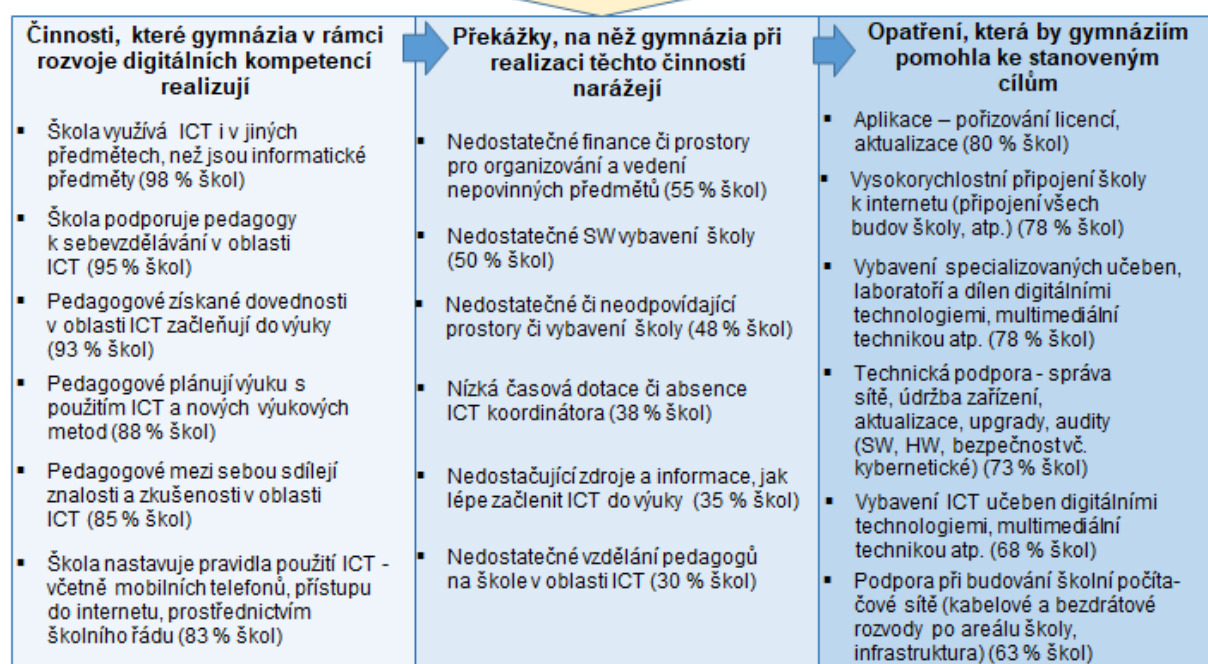 Činnosti, které gymnázia v rámci
rozvoje digitálních kompetencí
realizují
▪ Škola využívá ICT i v jiných
předmětech, než jsou informatické
předměty (98 % škol)
▪ Škola podporuje pedagogy
k sebevzdělávání v oblasti
ICT (95 % škol)
▪ Pedagogové získané dovednosti
v oblasti ICT začleňují do výuky
(93 % škol)
▪ Pedagogové plánují výuku s
použitím ICT a nových výukových
metod (88 % škol)
▪ Pedagogové mezi sebou sdílejí
znalosti a zkušenosti v oblasti
ICT (85 % škol)
▪ Škola nastavuje pravidla použití ICT -
včetně mobilních telefonů, přístupu
do internetu, prostřednictvím
školního řádu (83 % škol)
Překážky, na něž gymnázia při
realizaci těchto činností
narážejí
▪ Nedostatečné finance či prostory
pro organizování a vedení
nepovinných předmětů (55 % škol)
▪ Nedostatečné SW vybavení školy
(50 % škol)
▪ Nedostatečné či neodpovídající
prostory či vybavení školy (48 % škol)
▪ Nízká časová dotace či absence
ICT koordinátora (38 % škol)
▪ Nedostačující zdroje a informace, jak
lépe začlenit ICT do výuky (35 % škol)
▪ Nedostatečné vzdělání pedagogů
na škole v oblasti ICT (30 % škol)
Opatření, která by gymnáziím
pomohla ke stanoveným
cílům
▪ Aplikace – pořizování licencí,
aktualizace (80 % škol)
▪ Vysokorychlostní připojení školy
k internetu (připojení všech
budov školy, atp.) (78 % škol)
▪ Vybavení specializovaných učeben,
laboratoří a dílen digitálními
technologiemi, multimediální
technikou atp. (78 % škol)
▪ Technická podpora - správa
sítě, údržba zařízení,
aktualizace, upgrady, audity
(SW, HW, bezpečnost vč.
kybernetické) (73 % škol)
▪ Vybavení ICT učeben digitálními
technologiemi, multimediální
technikou atp. (68 % škol)
▪ Podpora při budování školní počíta-
čové sítě (kabelové a bezdrátové
rozvody po areálu školy,
infrastruktura) (63 % škol)